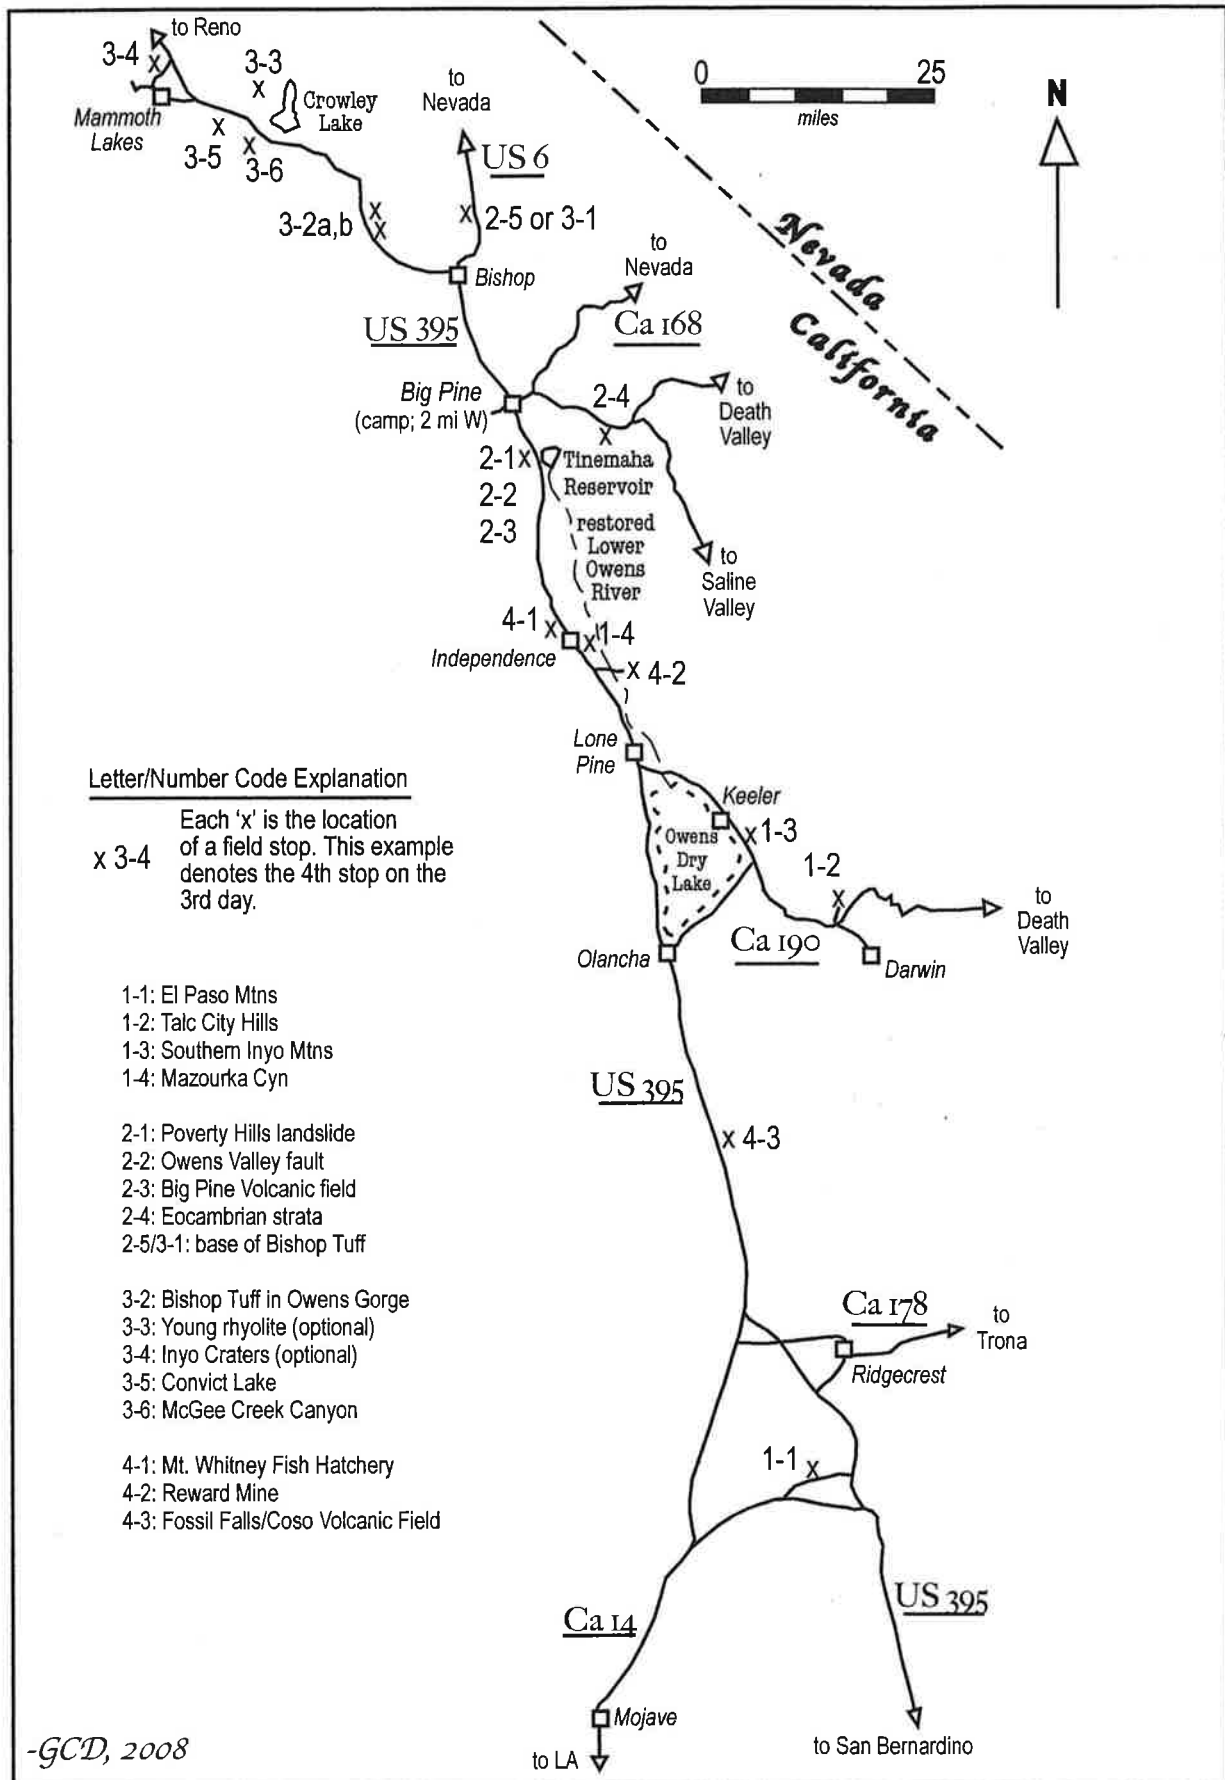 to Reno
3-4
3-3
Mammoth
Lakes
Crowley
Lake
3-5
3-6
to
Nevada
US 6
0
25
miles
N
3-2a,b
2-5 or 3-1
Bishop
to
Nevada
Nevada
California
US 395
Ca 168
Big Pine
(camp; 2 mi W)
2-4
to
Death
Valley
2-1
2-2
2-3
Tinemaha
Reservoir
restored
Lower
Owens
River
to
Saline
Valley
4-1
1-4
Independence
4-2
Lone
Pine
Keeler
1-3
Owens
Dry
Lake
1-2
to
Death
Valley
Ca 190
Olancha
Darwin
Letter/Number Code Explanation
x 3-4
Each 'x' is the location
of a field stop. This example
denotes the 4th stop on the
3rd day.
1-1: El Paso Mtns
1-2: Talc City Hills
1-3: Southern Inyo Mtns
1-4: Mazourka Cyn
2-1: Poverty Hills landslide
2-2: Owens Valley fault
2-3: Big Pine Volcanic field
2-4: Eocambrian strata
2-5/3-1: base of Bishop Tuff
3-2: Bishop Tuff in Owens Gorge
3-3: Young rhyolite (optional)
3-4: Inyo Craters (optional)
3-5: Convict Lake
3-6: McGee Creek Canyon
4-1: Mt. Whitney Fish Hatchery
4-2: Reward Mine
4-3: Fossil Falls/Coso Volcanic Field
US 395
4-3
Ca 178
to
Trona
Ridgecrest
1-1
US 395
Ca 14
Mojave
to LA
to San Bernardino
-GCD, 2008